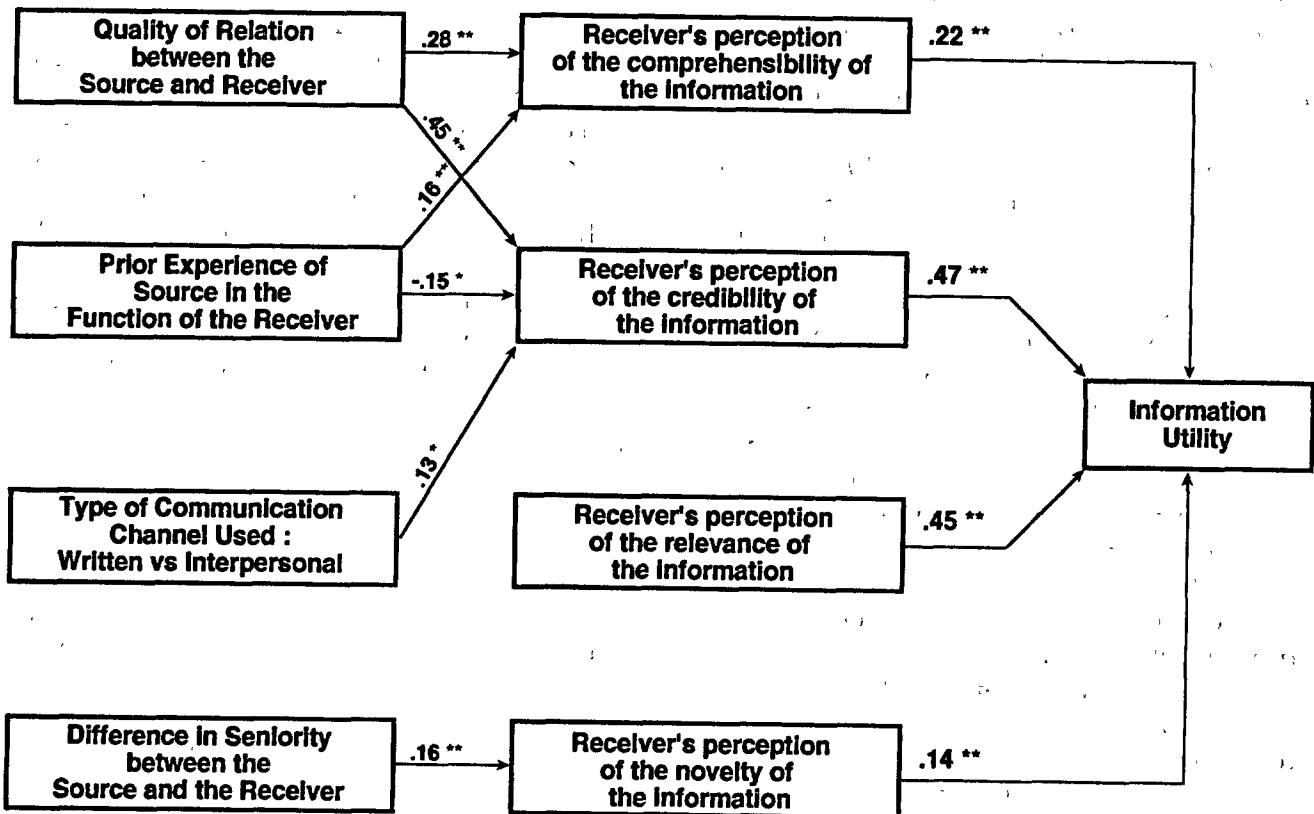 Quality of Relation
between the
Source and Receiver
.28 **
Receiver's perception
of the comprehensibility of
the information
.22 **
.45 **
.16 **
Prior Experience of
Source in the
Function of the Receiver
-.15 *
Receiver's perception
of the credibility of
the information
.47 **
Information
Utility
.13 *
Type of Communication
Channel Used :
Written vs Interpersonal
Receiver's perception
of the relevance of
the information
.45 **
Difference in Seniority
between the
Source and the Receiver
.16 **
Receiver's perception
of the novelty of
the information
.14 **